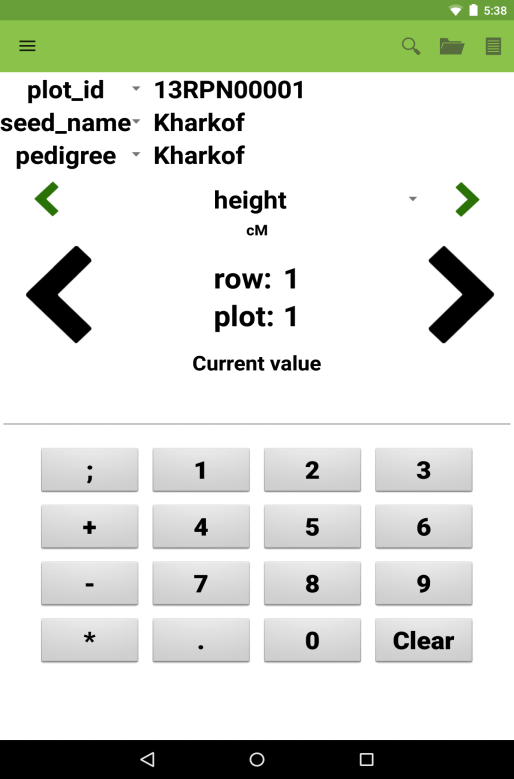 5:38
plot_id 13RPN00001
seed_name Kharkof
pedigree Kharkof
height
cM
row: 1
plot: 1
Current value
; 1 2 3
+ 4 5 6
- 7 8 9
* . 0 Clear